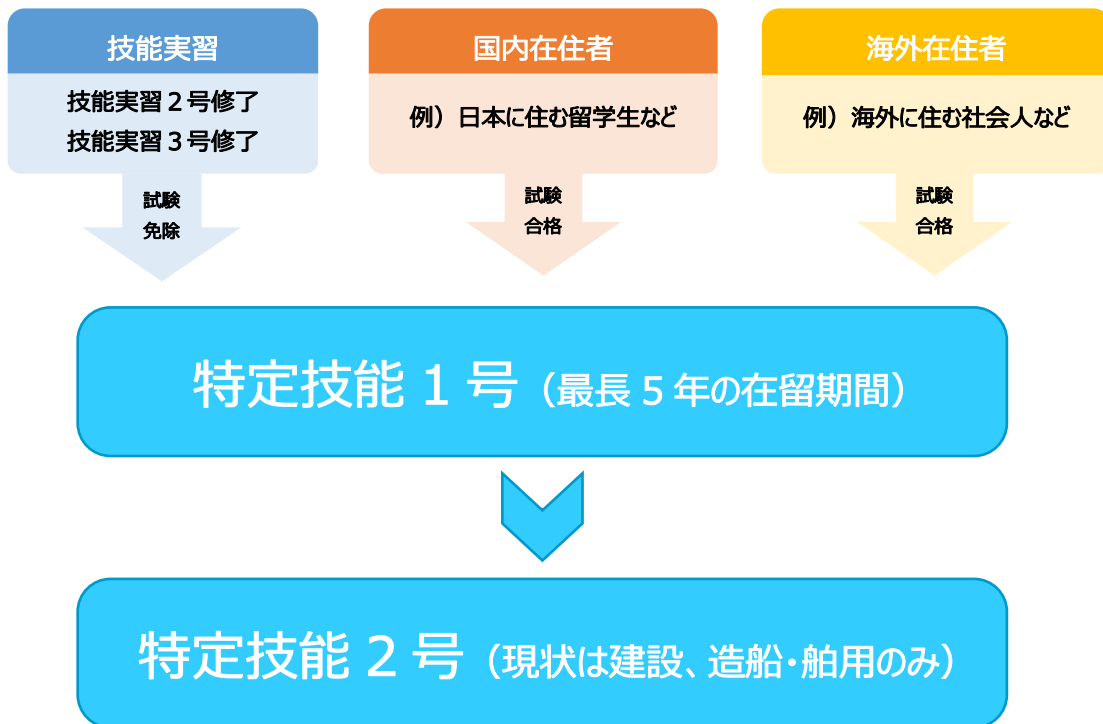 技能実習
技能実習２号修了
技能実習３号修了
試験
免除
国内在住者
例）日本に住む留学生など
試験
合格
海外在住者
例）海外に住む社会人など
試験
合格
特定技能１号（最長５年の在留期間）
特定技能２号（現状は建設、造船・舶用のみ）